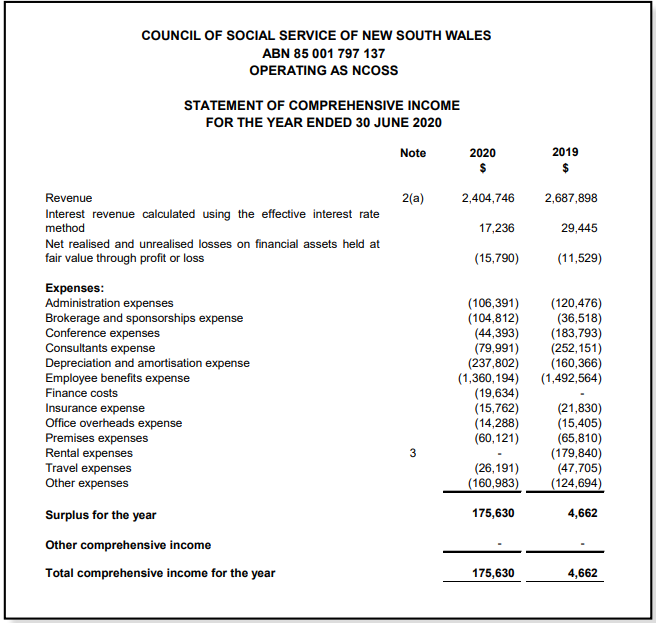 COUNCIL OF SOCIAL SERVICE OF NEW SOUTH WALES
ABN 85 001 797 137
OPERATING AS NCOSS
STATEMENT OF COMPREHENSIVE INCOME
FOR THE YEAR ENDED 30 JUNE 2020
Note 2020 2019
$ $
Revenue 2(a) 2,404,746 2,687,898
Interest revenue calculated using the effective interest rate
method 17,236 29,445
Net realised and unrealised losses on financial assets held at
fair value through profit or loss (15,790) (11,529)
Expenses:
Administration expenses (106,391) (120,476)
Brokerage and sponsorships expense (104,812) (36,518)
Conference expenses (44,393) (183,793)
Consultants expense (79,991) (252,151)
Depreciation and amortisation expense (237,802) (160,366)
Employee benefits expense (1,360,194) (1,492,564)
Finance costs (19,634) -
Insurance expense (15,762) (21,830)
Office overheads expense (14,288) (15,405)
Premises expenses (60,121) (65,810)
Rental expenses 3 - (179,840)
Travel expenses (26,191) (47,705)
Other expenses (160,983) (124,694)
Surplus for the year 175,630 4,662
Other comprehensive income - -
Total comprehensive income for the year 175,630 4,662